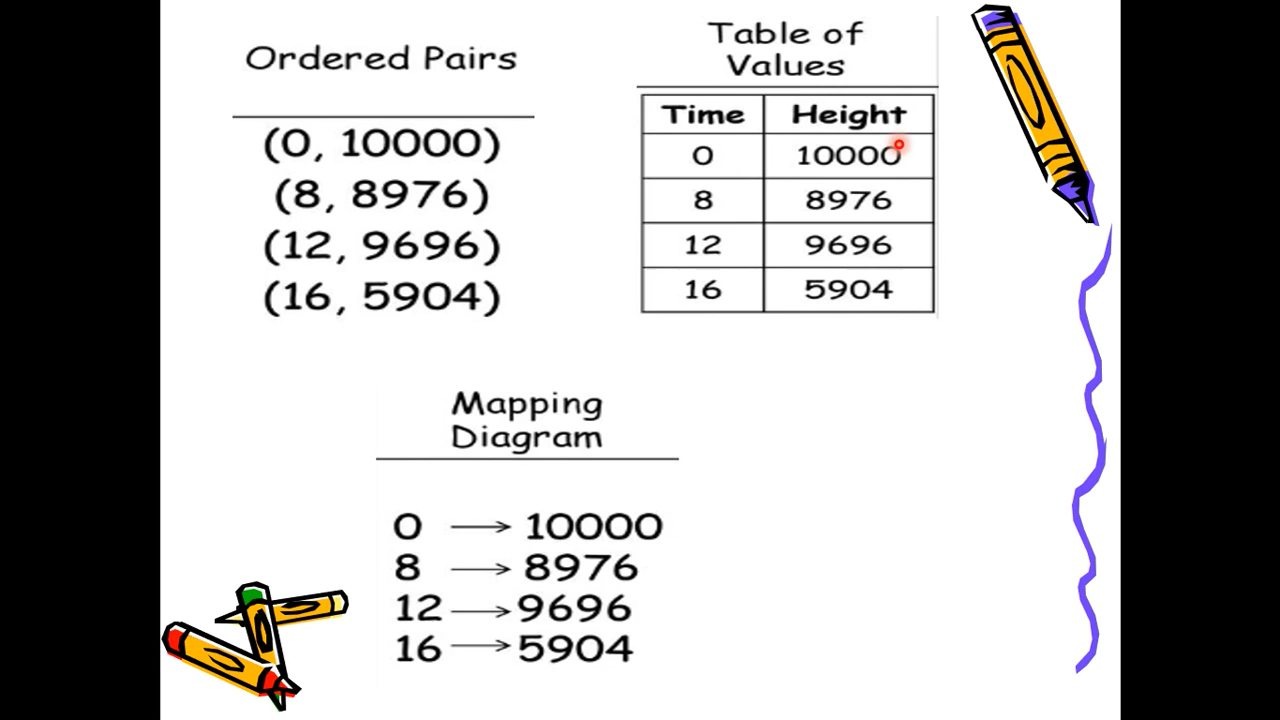 Ordered Pairs
(0, 10000)
(8, 8976)
(12, 9696)
(16, 5904)
Table of
Values
Time Height
0 10000
8 8976
12 9696
16 5904
Mapping
Diagram
0 → 10000
8 → 8976
12 → 9696
16 → 5904